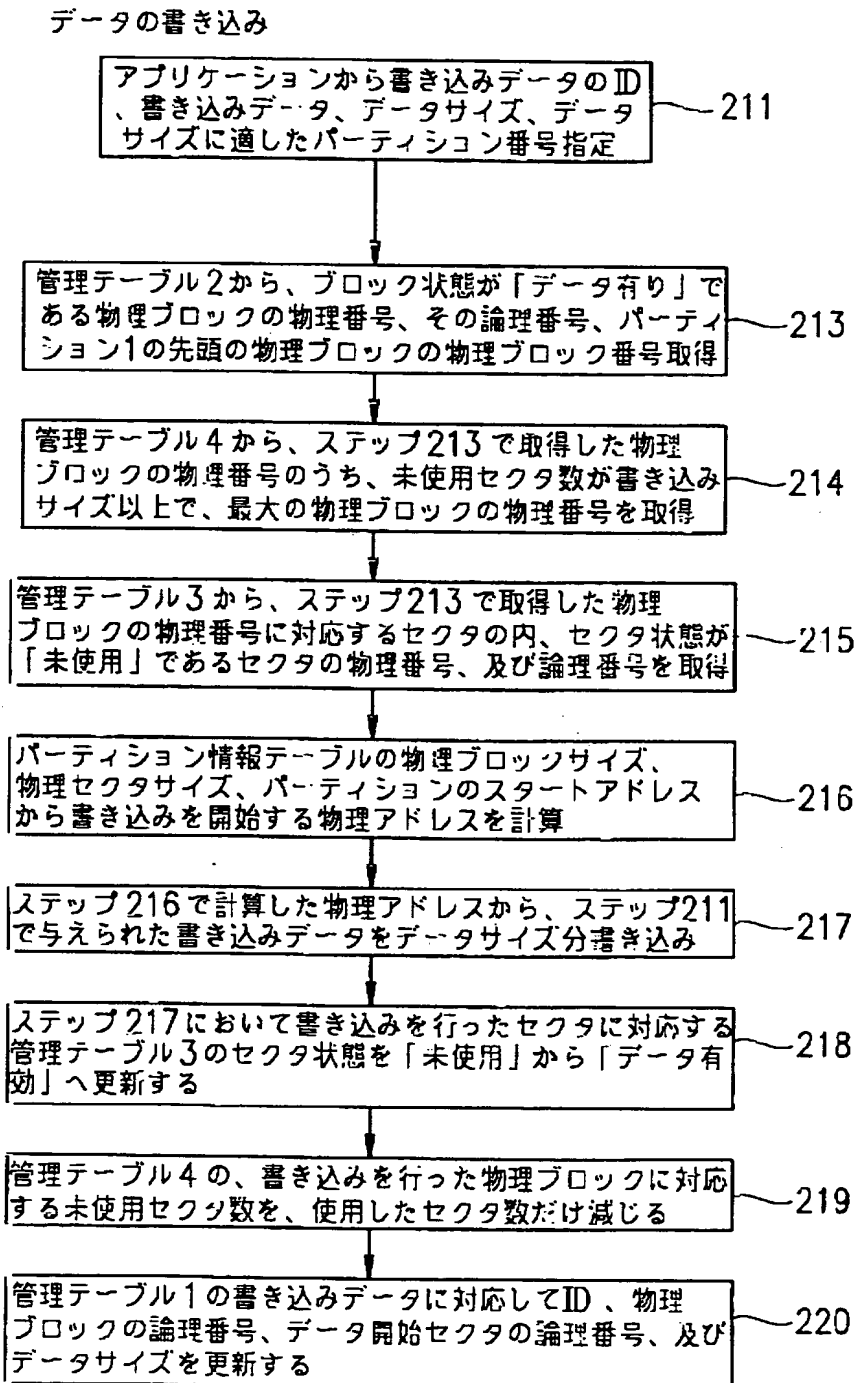 データの書き込み
アプリケーションから書き込みデータのID
、書き込みデータ、データサイズ、データ
サイズに適したパーティション番号指定
211
管理テーブル2から、ブロック状態が「データ有り」で
ある物理ブロックの物理番号、その論理番号、パーティ
ション1の先頭の物理ブロックの物理ブロック番号取得
213
管理テーブル4から、ステップ213で取得した物理
ブロックの物理番号のうち、未使用セクタ数が書き込み
サイズ以上で、最大の物理ブロックの物理番号を取得
214
管理テーブル3から、ステップ213で取得した物理
ブロックの物理番号に対応するセクタの内、セクタ状態が
「未使用」であるセクタの物理番号、及び論理番号を取得
215
パーティション情報テーブルの物理ブロックサイズ、
物理セクタサイズ、パーティションのスタートアドレス
から書き込みを開始する物理アドレスを計算
216
ステップ216で計算した物理アドレスから、ステップ211
で与えられた書き込みデータをデータサイズ分書き込み
217
ステップ217において書き込みを行ったセクタに対応する
管理テーブル3のセクタ状態を「未使用」から「データ有
効」へ更新する
218
管理テーブル4の、書き込みを行った物理ブロックに対応
する未使用セクタ数を、使用したセクタ数だけ減じる
219
管理テーブル1の書き込みデータに対応してID、物理
ブロックの論理番号、データ開始セクタの論理番号、及び
データサイズを更新する
220